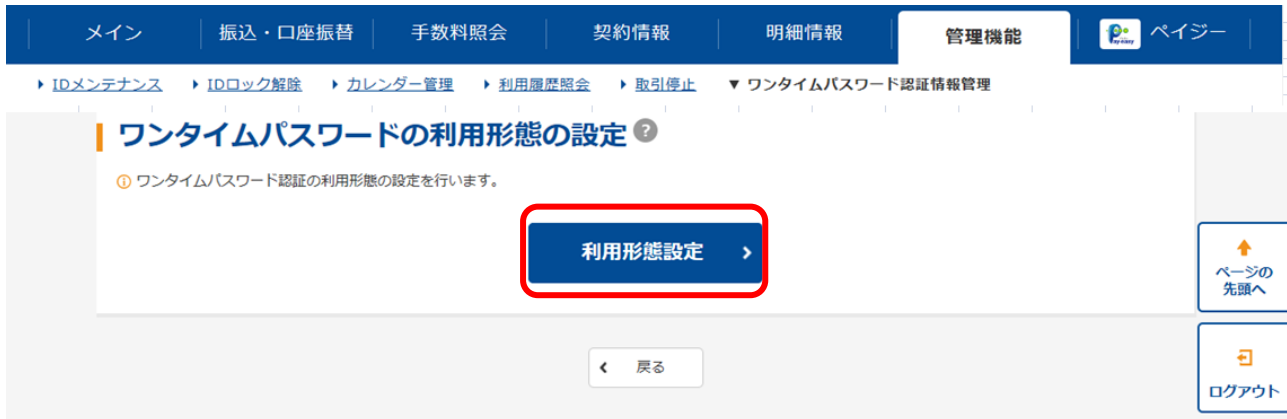 メイン 振込・口座振替 手数料照会 契約情報 明細情報 管理機能 Pay-easy ペイジー
IDメンテナンス IDロック解除 カレンダー管理 利用履歴照会 取引停止 ▼ ワンタイムパスワード認証情報管理
ワンタイムパスワードの利用形態の設定 ?
ワンタイムパスワード認証の利用形態の設定を行います。
利用形態設定
戻る
ページの
先頭へ
ログアウト